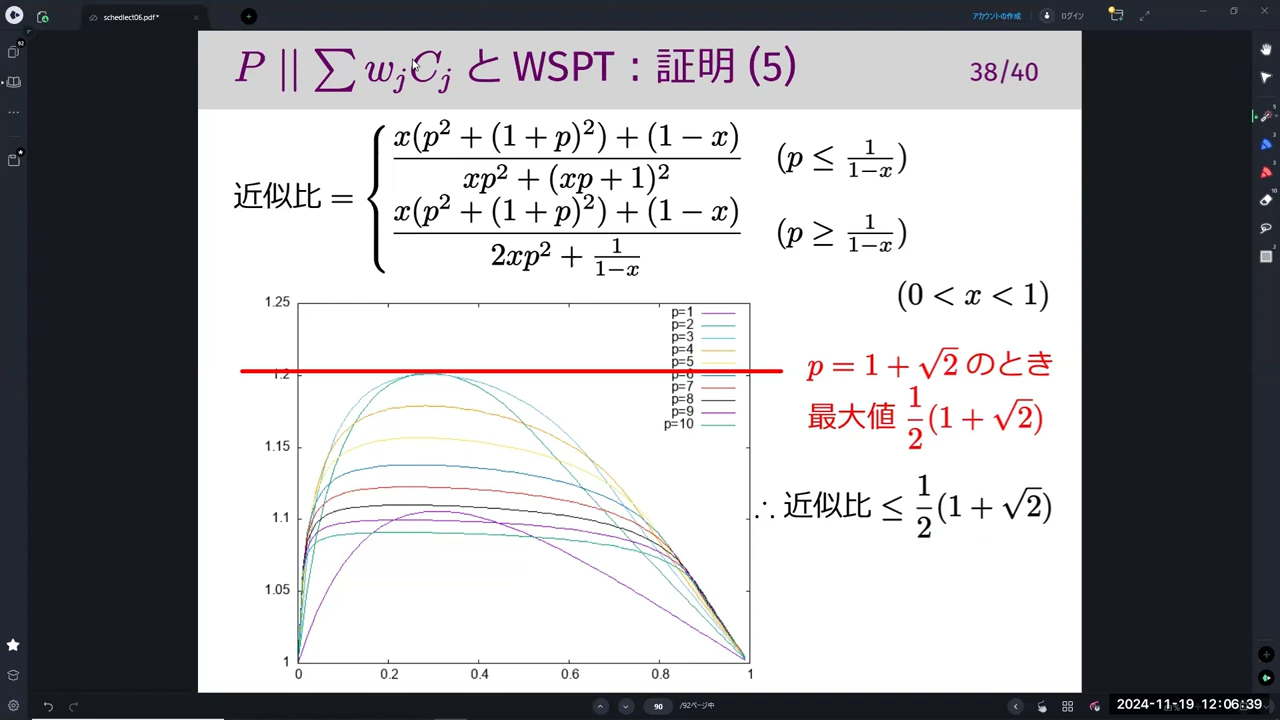 schedlect06.pdf*
アカウントの作成
ログイン
92
P || ∑ w_j C_j と WSPT：証明 (5)
38/40
近似比 = { x(p² + (1 + p)²) + (1 − x) / xp² + (xp + 1)² (p ≤ 1/(1−x))
x(p² + (1 + p)²) + (1 − x) / 2xp² + 1/(1−x) (p ≥ 1/(1−x))
(0 < x < 1)
p = 1 + √2 のとき
最大値 1/2 (1 + √2)
∴ 近似比 ≤ 1/2 (1 + √2)
1.25
1.2
1.15
1.1
1.05
1
0
0.2
0.4
0.6
0.8
1
p=1
p=2
p=3
p=4
p=5
p=6
p=7
p=8
p=9
p=10
90
/92ページ中
2024-11-19 12:06:39